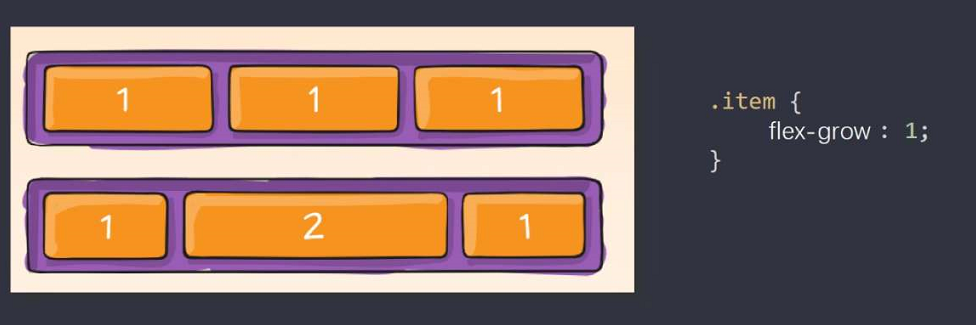 1 1 1
1 2 1
.item {
flex-grow : 1;
}